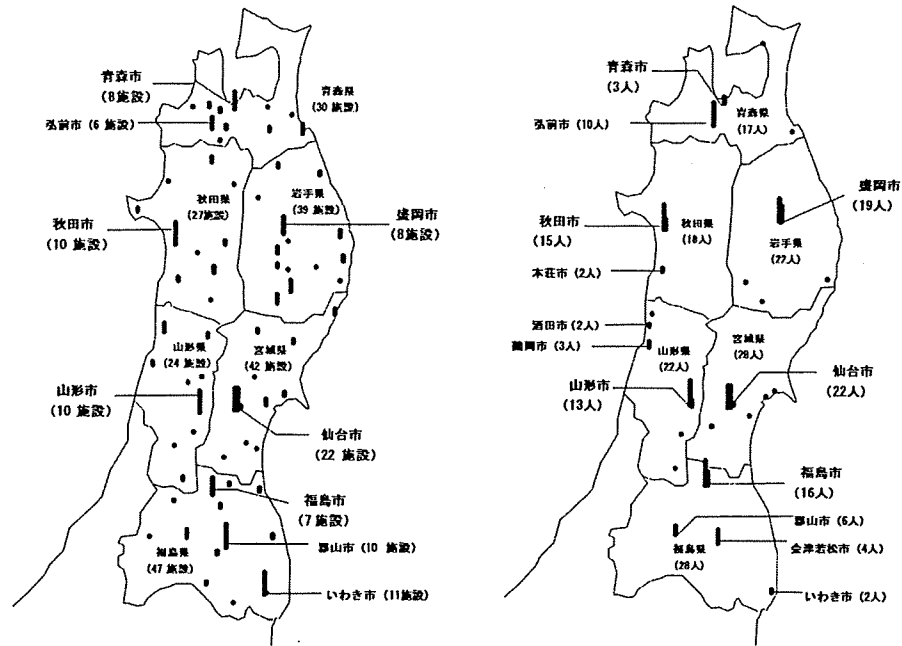 青森市
(8施設)
青森県
(30 施設)
弘前市 (6 施設)
秋田県
(27施設)
岩手県
(39 施設)
盛岡市
(8施設)
秋田市
(10 施設)
山形県
(24 施設)
宮城県
(42 施設)
山形市
(10 施設)
仙台市
(22 施設)
福島市
(7 施設)
郡山市 (10 施設)
福島県
(47 施設)
いわき市 (11施設)
青森市
(3人)
弘前市 (10人)
青森県
(17人)
盛岡市
(19人)
秋田市
(15人)
秋田県
(18人)
岩手県
(27人)
本荘市 (2人)
酒田市 (2人)
鶴岡市 (3人)
山形県
(22人)
宮城県
(28人)
仙台市
(22人)
山形市
(13人)
福島市
(16人)
郡山市 (6人)
会津若松市 (4人)
福島県
(28人)
いわき市 (2人)